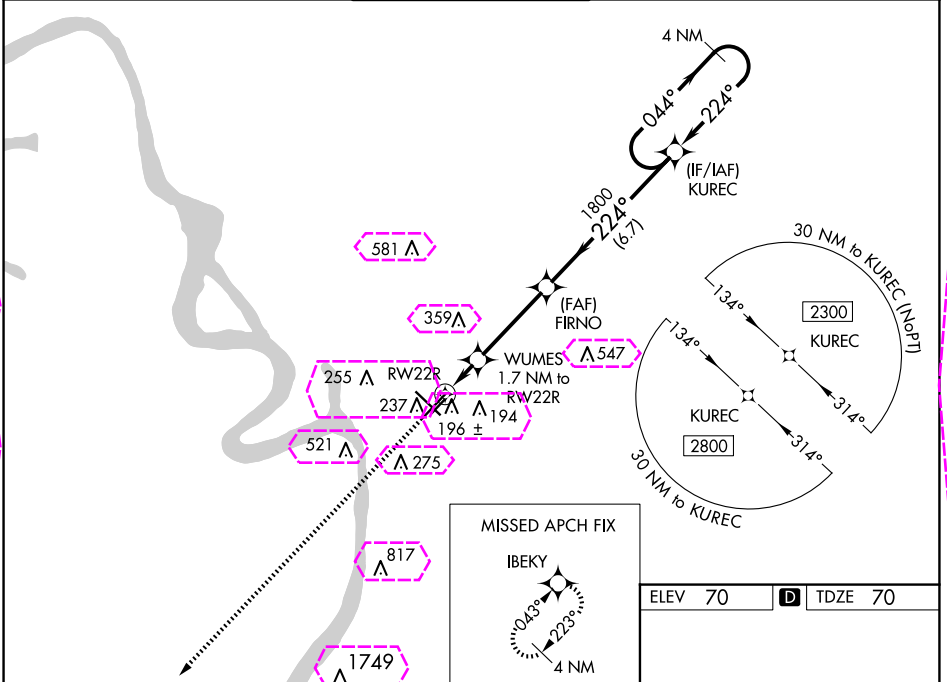 4 NM
044°
224°
(IF/IAF)
KUREC
1800
224°
(6.7)
30 NM to KUREC (NoPT)
134°
2300
KUREC
314°
581
(FAF)
FIRNO
359
134°
547
WUMES
1.7 NM to
RW22R
255
RW22R
237
196 ±
194
KUREC
2800
314°
30 NM to KUREC
521
275
MISSED APCH FIX
IBEKY
043°
223°
4 NM
817
1749
ELEV 70
D
TDZE 70